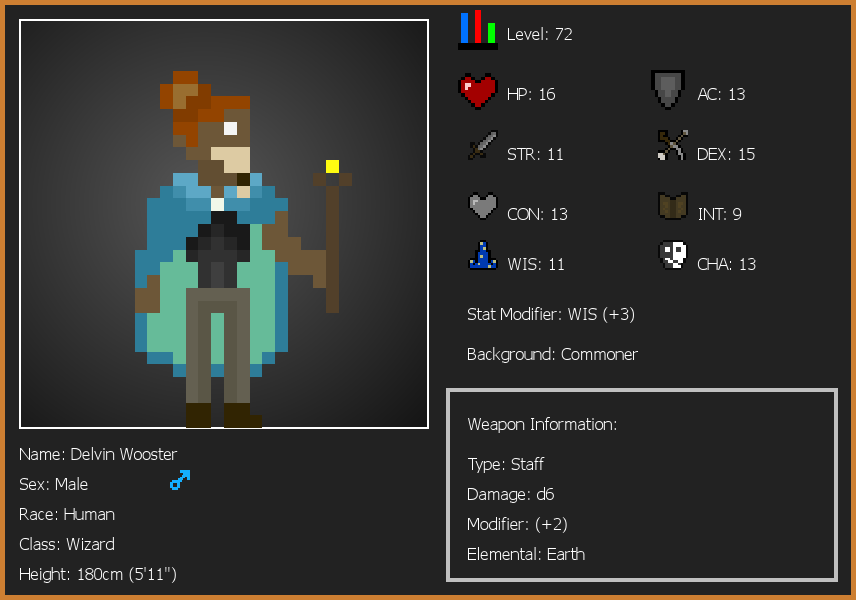 Level: 72
HP: 16
AC: 13
STR: 11
DEX: 15
CON: 13
INT: 9
WIS: 11
CHA: 13
Stat Modifier: WIS (+3)
Background: Commoner
Weapon Information:
Type: Staff
Damage: d6
Modifier: (+2)
Elemental: Earth
Name: Delvin Wooster
Sex: Male
Race: Human
Class: Wizard
Height: 180cm (5'11")